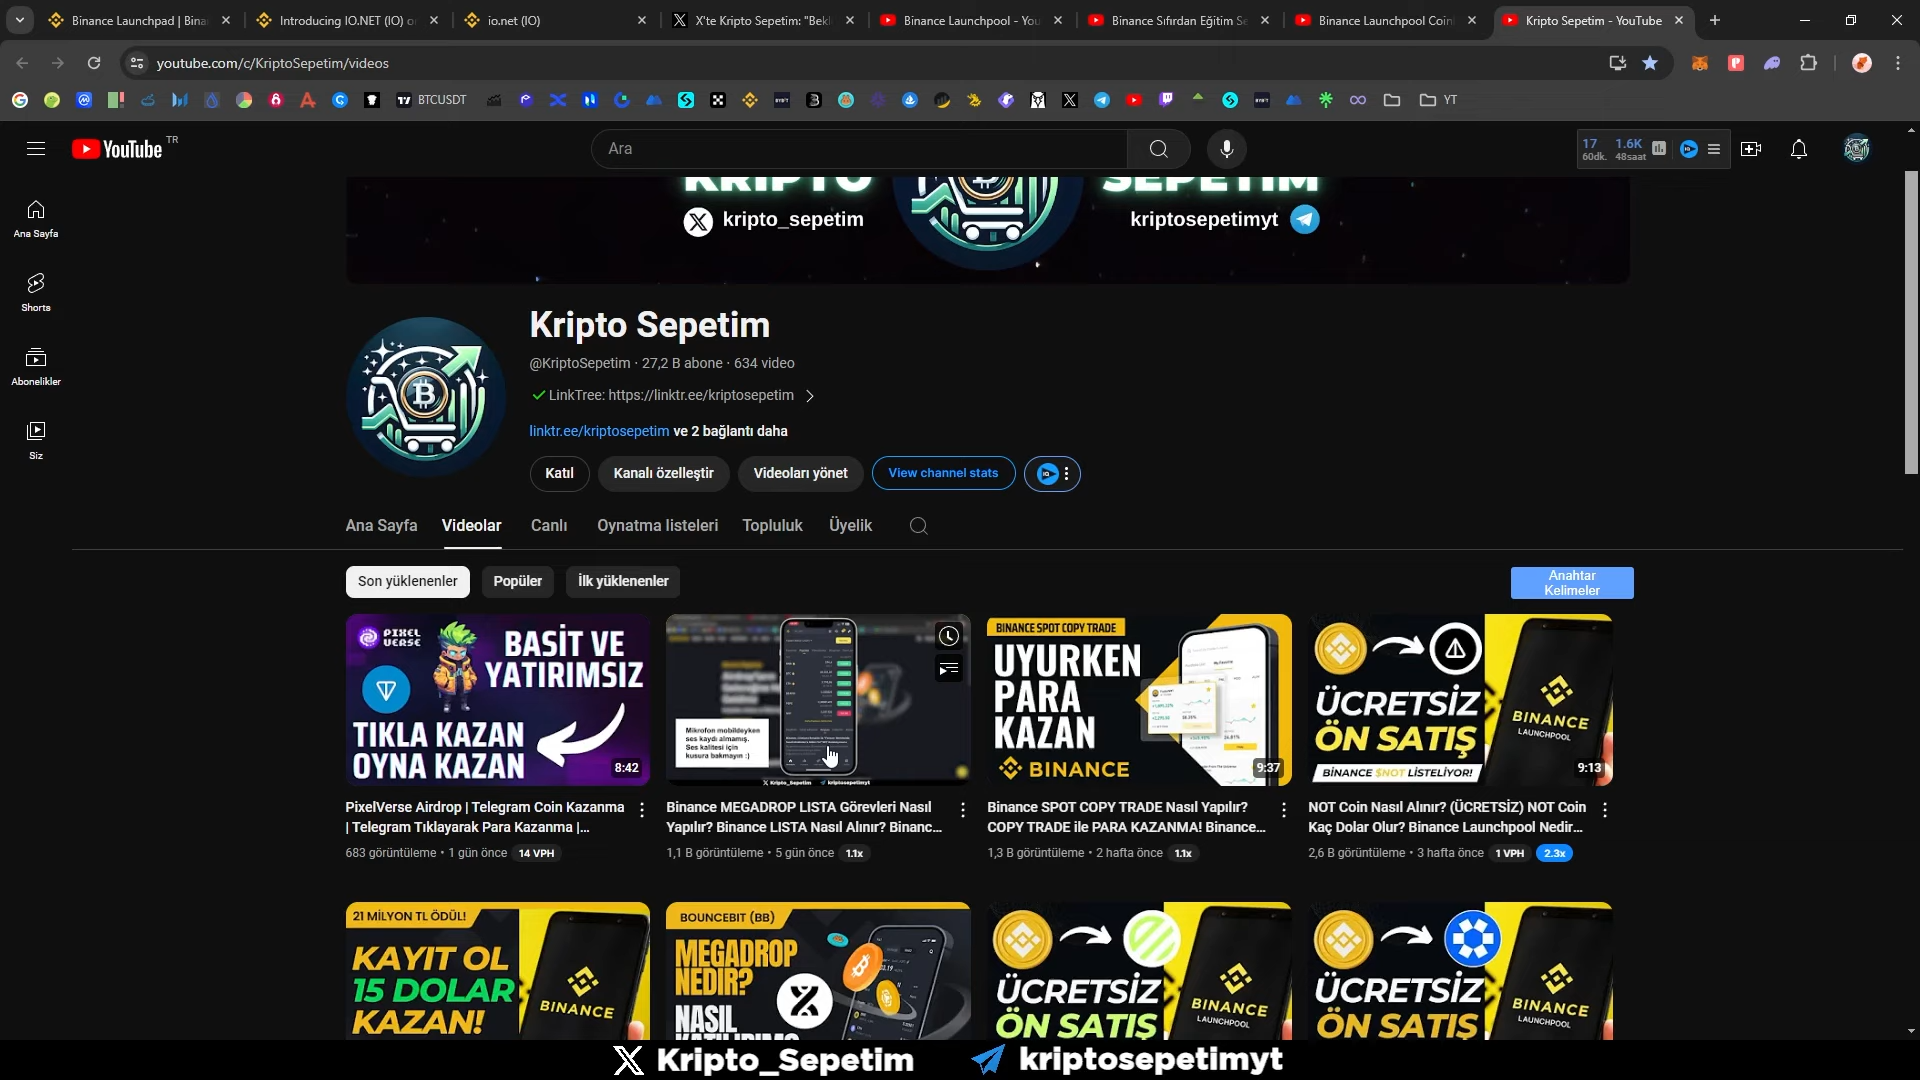 Binance Launchpad | Bina
Introducing IO.NET (IO) o
io.net (IO)
X'te Kripto Sepetim: "Bekl
Binance Launchpool - You
Binance Sıfırdan Eğitim Se
Binance Launchpool Coin
Kripto Sepetim - YouTube
youtube.com/c/KriptoSepetim/videos
BTCUSDT
YT
YouTube TR
Ara
17
60dk.
1.6K
48saat
KRIPTO SEPETIM
kripto_sepetim
kriptosepetimyt
Ana Sayfa
Shorts
Abonelikler
Siz
Kripto Sepetim
@KriptoSepetim · 27,2 B abone · 634 video
LinkTree: https://linktr.ee/kriptosepetim
linktr.ee/kriptosepetim ve 2 bağlantı daha
Katıl
Kanalı özelleştir
Videoları yönet
View channel stats
Ana Sayfa
Videolar
Canlı
Oynatma listeleri
Topluluk
Üyelik
Son yüklenenler
Popüler
İlk yüklenenler
Anahtar
Kelimeler
PIXEL
VERSE
BASİT VE
YATIRIMSIZ
TIKLA KAZAN
OYNA KAZAN
8:42
PixelVerse Airdrop | Telegram Coin Kazanma
| Telegram Tıklayarak Para Kazanma |...
683 görüntüleme • 1 gün önce 14 VPH
Mikrofon mobildeyken
ses kaydı almamış.
Ses kalitesi için
kusura bakmayın :)
Kripto_Sepetim
kriptosepetimyt
Binance MEGADROP LISTA Görevleri Nasıl
Yapılır? Binance LISTA Nasıl Alınır? Binanc...
1,1 B görüntüleme • 5 gün önce 1.1x
BINANCE SPOT COPY TRADE
UYURKEN
PARA
KAZAN
BINANCE
9:37
Binance SPOT COPY TRADE Nasıl Yapılır?
COPY TRADE ile PARA KAZANMA! Binance...
1,3 B görüntüleme • 2 hafta önce 1.1x
ÜCRETSİZ
ÖN SATIŞ
BINANCE $NOT LİSTELİYOR!
BINANCE
LAUNCHPOOL
9:13
NOT Coin Nasıl Alınır? (ÜCRETSİZ) NOT Coin
Kaç Dolar Olur? Binance Launchpool Nedir...
2,6 B görüntüleme • 3 hafta önce 1 VPH 2.3x
21 MİLYON TL ÖDÜL!
KAYIT OL
15 DOLAR
KAZAN!
BINANCE
BOUNCEBIT (BB)
MEGADROP
NEDİR?
NASIL
ÜCRETSİZ
ÖN SATIŞ
BINANCE
LAUNCHPOOL
ÜCRETSİZ
ÖN SATIŞ
BINANCE
LAUNCHPOOL
Kripto_Sepetim
kriptosepetimyt